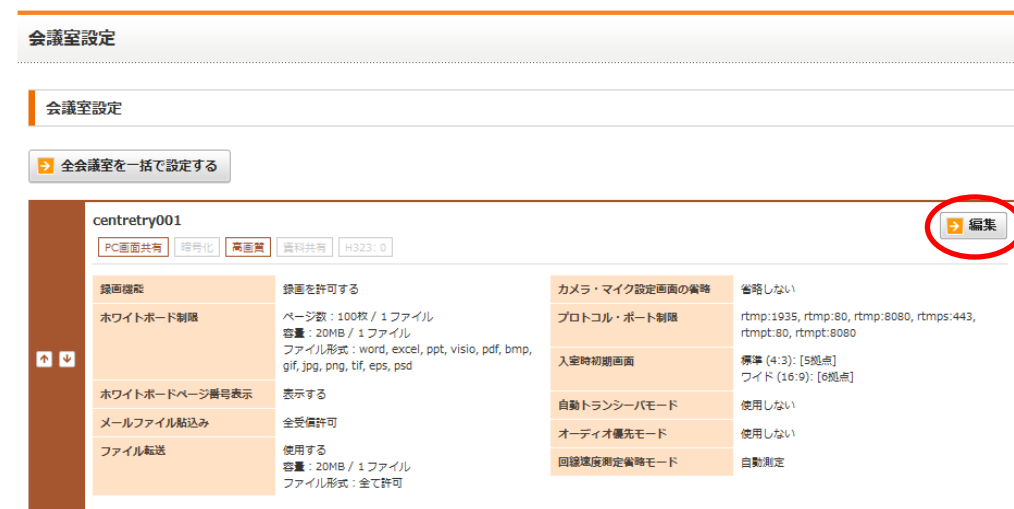 会議室設定
会議室設定
全会議室を一括で設定する
centretry001
編集
PC画面共有 暗号化 高画質 資料共有 H323: 0
録画機能
録画を許可する
ホワイトボード制限
ページ数：100枚 / 1ファイル
容量：20MB / 1ファイル
ファイル形式：word, excel, ppt, visio, pdf, bmp,
gif, jpg, png, tif, eps, psd
ホワイトボードページ番号表示
表示する
メールファイル貼込み
全受信許可
ファイル転送
使用する
容量：20MB / 1ファイル
ファイル形式：全て許可
カメラ・マイク設定画面の省略
省略しない
プロトコル・ポート制限
rtmp:1935, rtmp:80, rtmp:8080, rtmps:443,
rtmpt:80, rtmpt:8080
入室時初期画面
標準 (4:3): [5拠点]
ワイド (16:9): [6拠点]
自動トランシーバモード
使用しない
オーディオ優先モード
使用しない
回線速度測定省略モード
自動測定